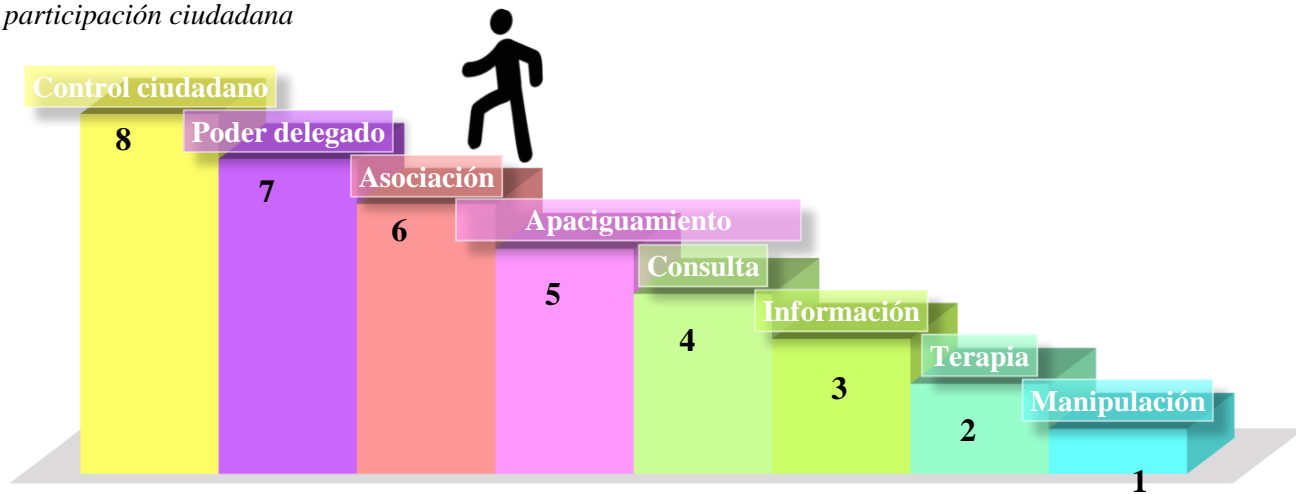 participación ciudadana
Control ciudadano
8
Poder delegado
7
Asociación
6
Apaciguamiento
5
Consulta
4
Información
3
Terapia
2
Manipulación
1